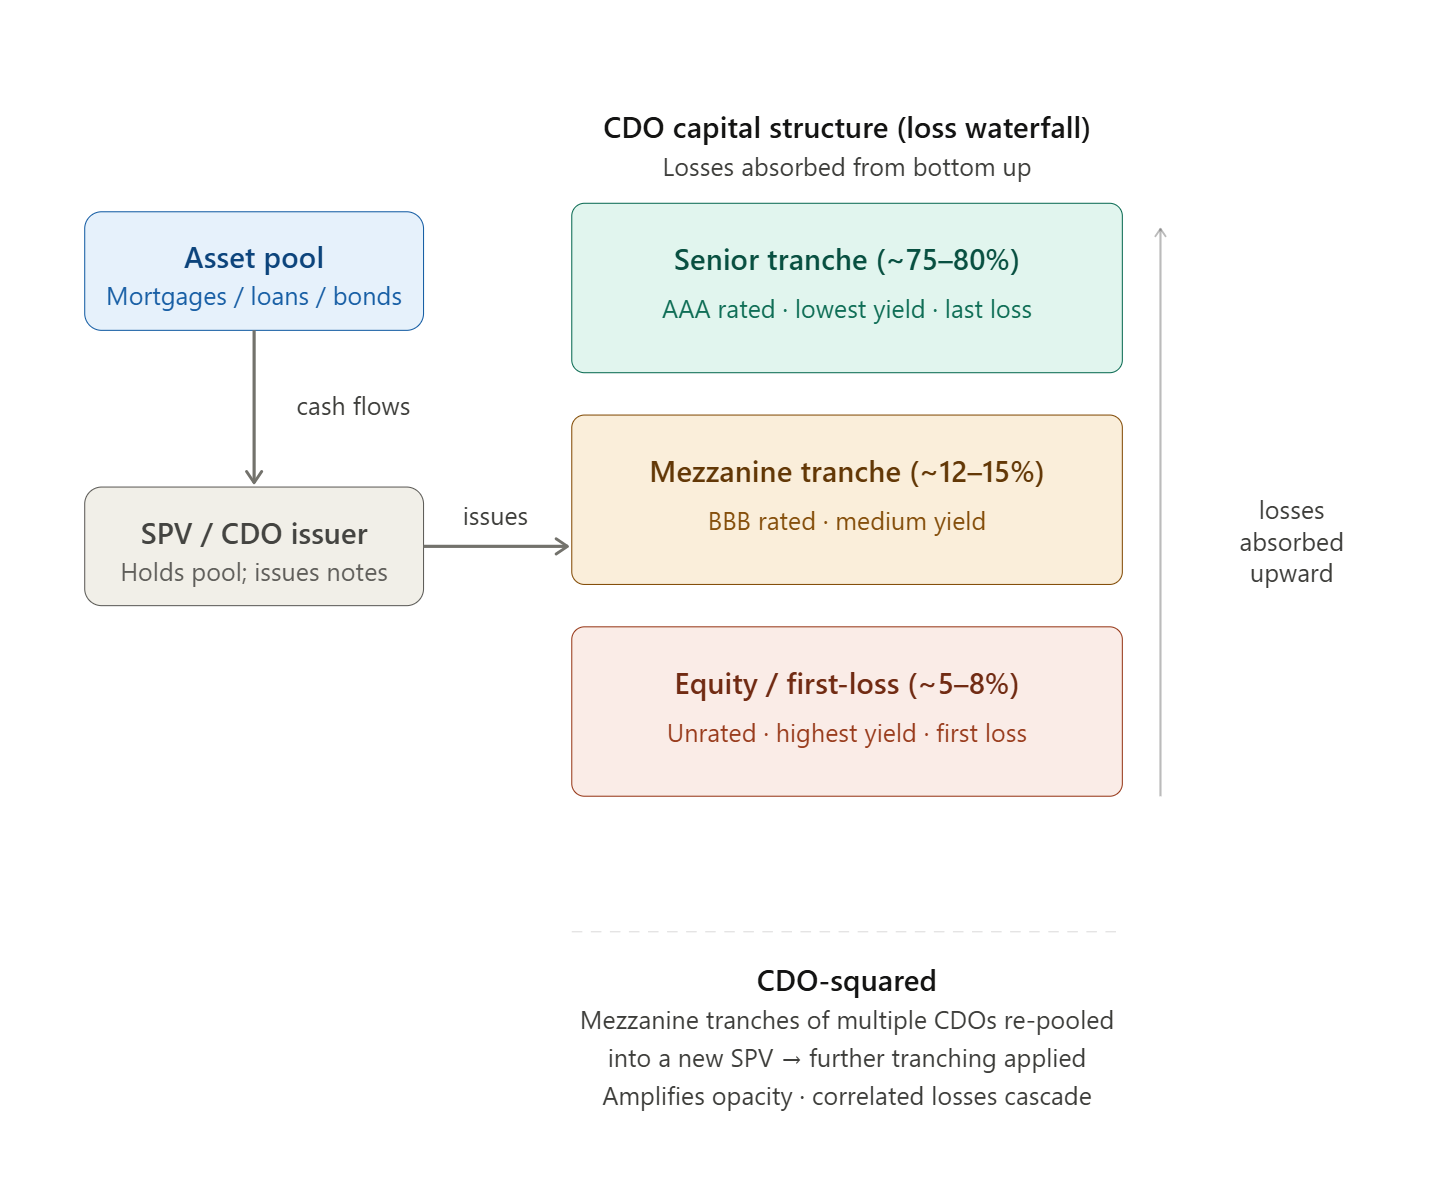 CDO capital structure (loss waterfall)
Losses absorbed from bottom up
Asset pool
Mortgages / loans / bonds
cash flows
SPV / CDO issuer
Holds pool; issues notes
issues
Senior tranche (~75–80%)
AAA rated · lowest yield · last loss
Mezzanine tranche (~12–15%)
BBB rated · medium yield
Equity / first-loss (~5–8%)
Unrated · highest yield · first loss
losses
absorbed
upward
CDO-squared
Mezzanine tranches of multiple CDOs re-pooled
into a new SPV → further tranching applied
Amplifies opacity · correlated losses cascade